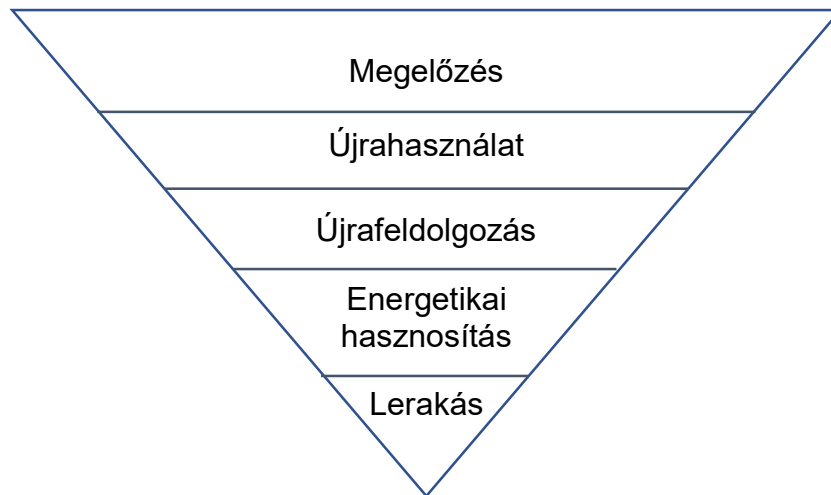 Megelőzés
Újrahasználat
Újrafeldolgozás
Energetikai
hasznosítás
Lerakás